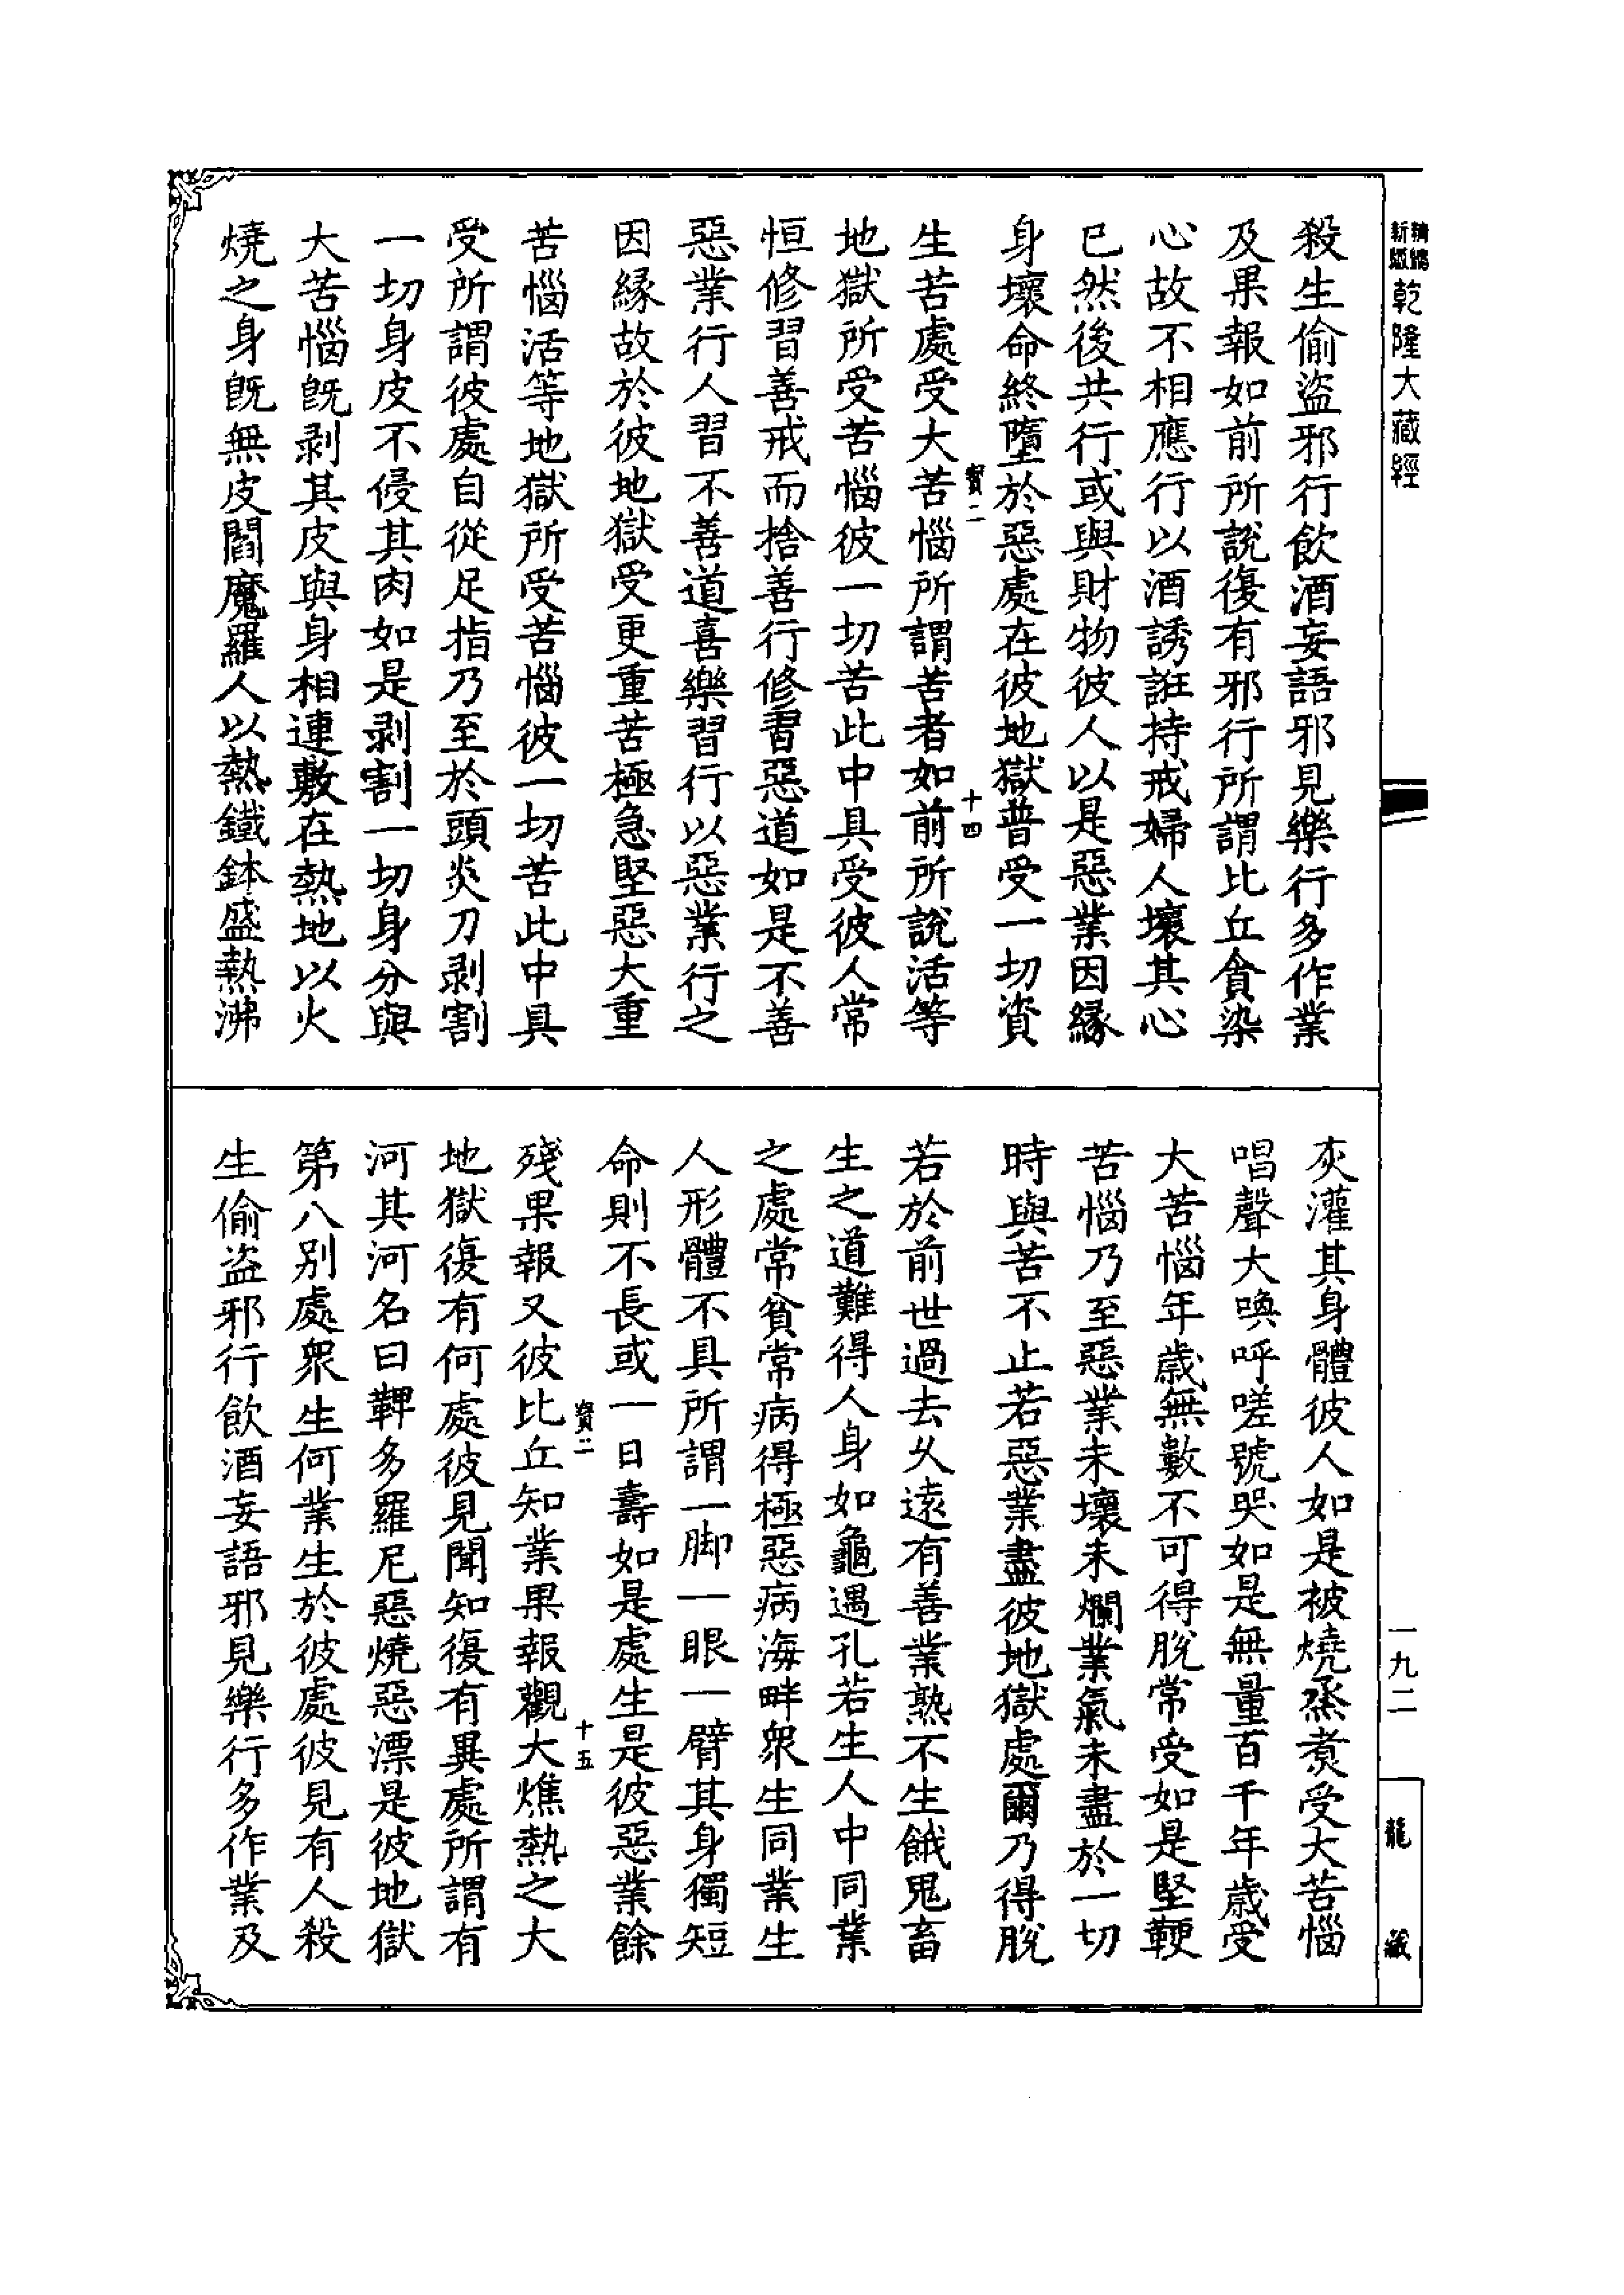 新編縮版乾隆大藏經
殺生偷盜邪行飲酒妄語邪見樂行多作業
及果報如前所說復有邪行所謂比丘貪染
心故不相應行以酒誘誑持戒婦人壞其心
已然後共行或與財物彼人以是惡業因緣
身壞命終墮於惡處在彼地獄普受一切資
寳二
十四
生苦處受大苦惱所謂苦者如前所說活等
地獄所受苦惱彼一切苦此中具受彼人常
恒修習善戒而捨善行修習惡道如是不善
惡業行人習不善道喜樂習行以惡業行之
因緣故於彼地獄受更重苦極急堅惡大重
苦惱活等地獄所受苦惱彼一切苦此中具
受所謂彼處自從足指乃至於頭炎刀剥割
一切身皮不侵其肉如是剥割一切身分與
大苦惱旣剥其皮與身相連敷在熱地以火
燒之身旣無皮閻魔羅人以熱鐵鉢盛熱沸
灰灌其身體彼人如是被燒烝煑受大苦惱
唱聲大喚呼嗟號哭如是無量百千年歲受
大苦惱年歲無數不可得脫常受如是堅鞕
苦惱乃至惡業未壞未爛業氣未盡於一切
時與苦不止若惡業盡彼地獄處爾乃得脫
若於前世過去乆遠有善業熟不生餓鬼畜
生之道難得人身如龜遇孔若生人中同業
之處常貧常病得極惡病海畔衆生同業生
人形體不具所謂一脚一眼一臂其身獨短
命則不長或一日壽如是處生是彼惡業餘
寳二
十五
殘果報又彼比丘知業果報觀大燋熱之大
地獄復有何處彼見聞知復有異處所謂有
河其河名曰鞞多羅尼惡燒惡漂是彼地獄
第八別處衆生何業生於彼處彼見有人殺
生偷盜邪行飲酒妄語邪見樂行多作業及
一九二
龍藏